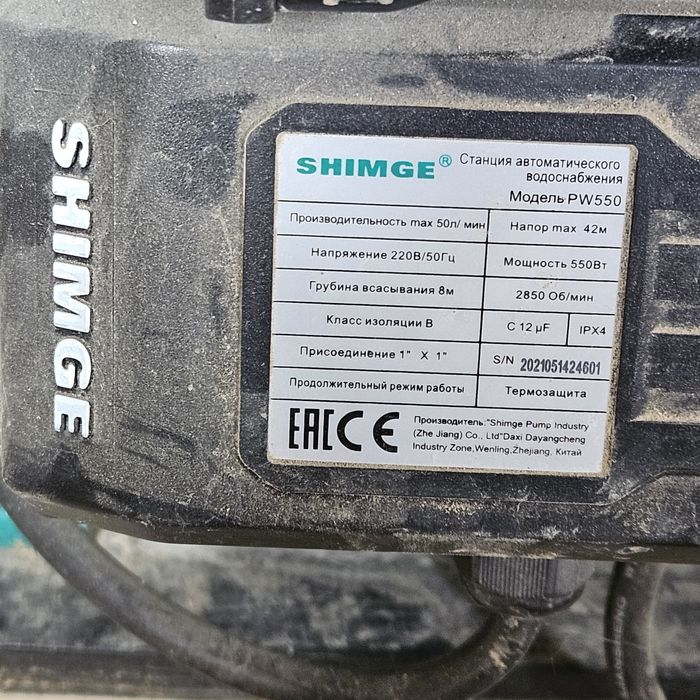 SHIMGE
SHIMGE® Станция автоматического
водоснабжения
Модель PW550
Производительность max 50л/ мин
Напор max 42м
Напряжение 220В/50Гц
Мощность 550Вт
Грубина всасывания 8м
2850 Об/мин
Класс изоляции В
С 12 µF
IPX4
Присоединение 1" X 1"
S/N 2021051424601
Продолжительный режим работы
Термозащита
EAC CE
Производитель:"Shimge Pump Industry
(Zhe Jiang) Co., Ltd"Daxi Dayangcheng
Industry Zone,Wenling,Zhejiang, Китай